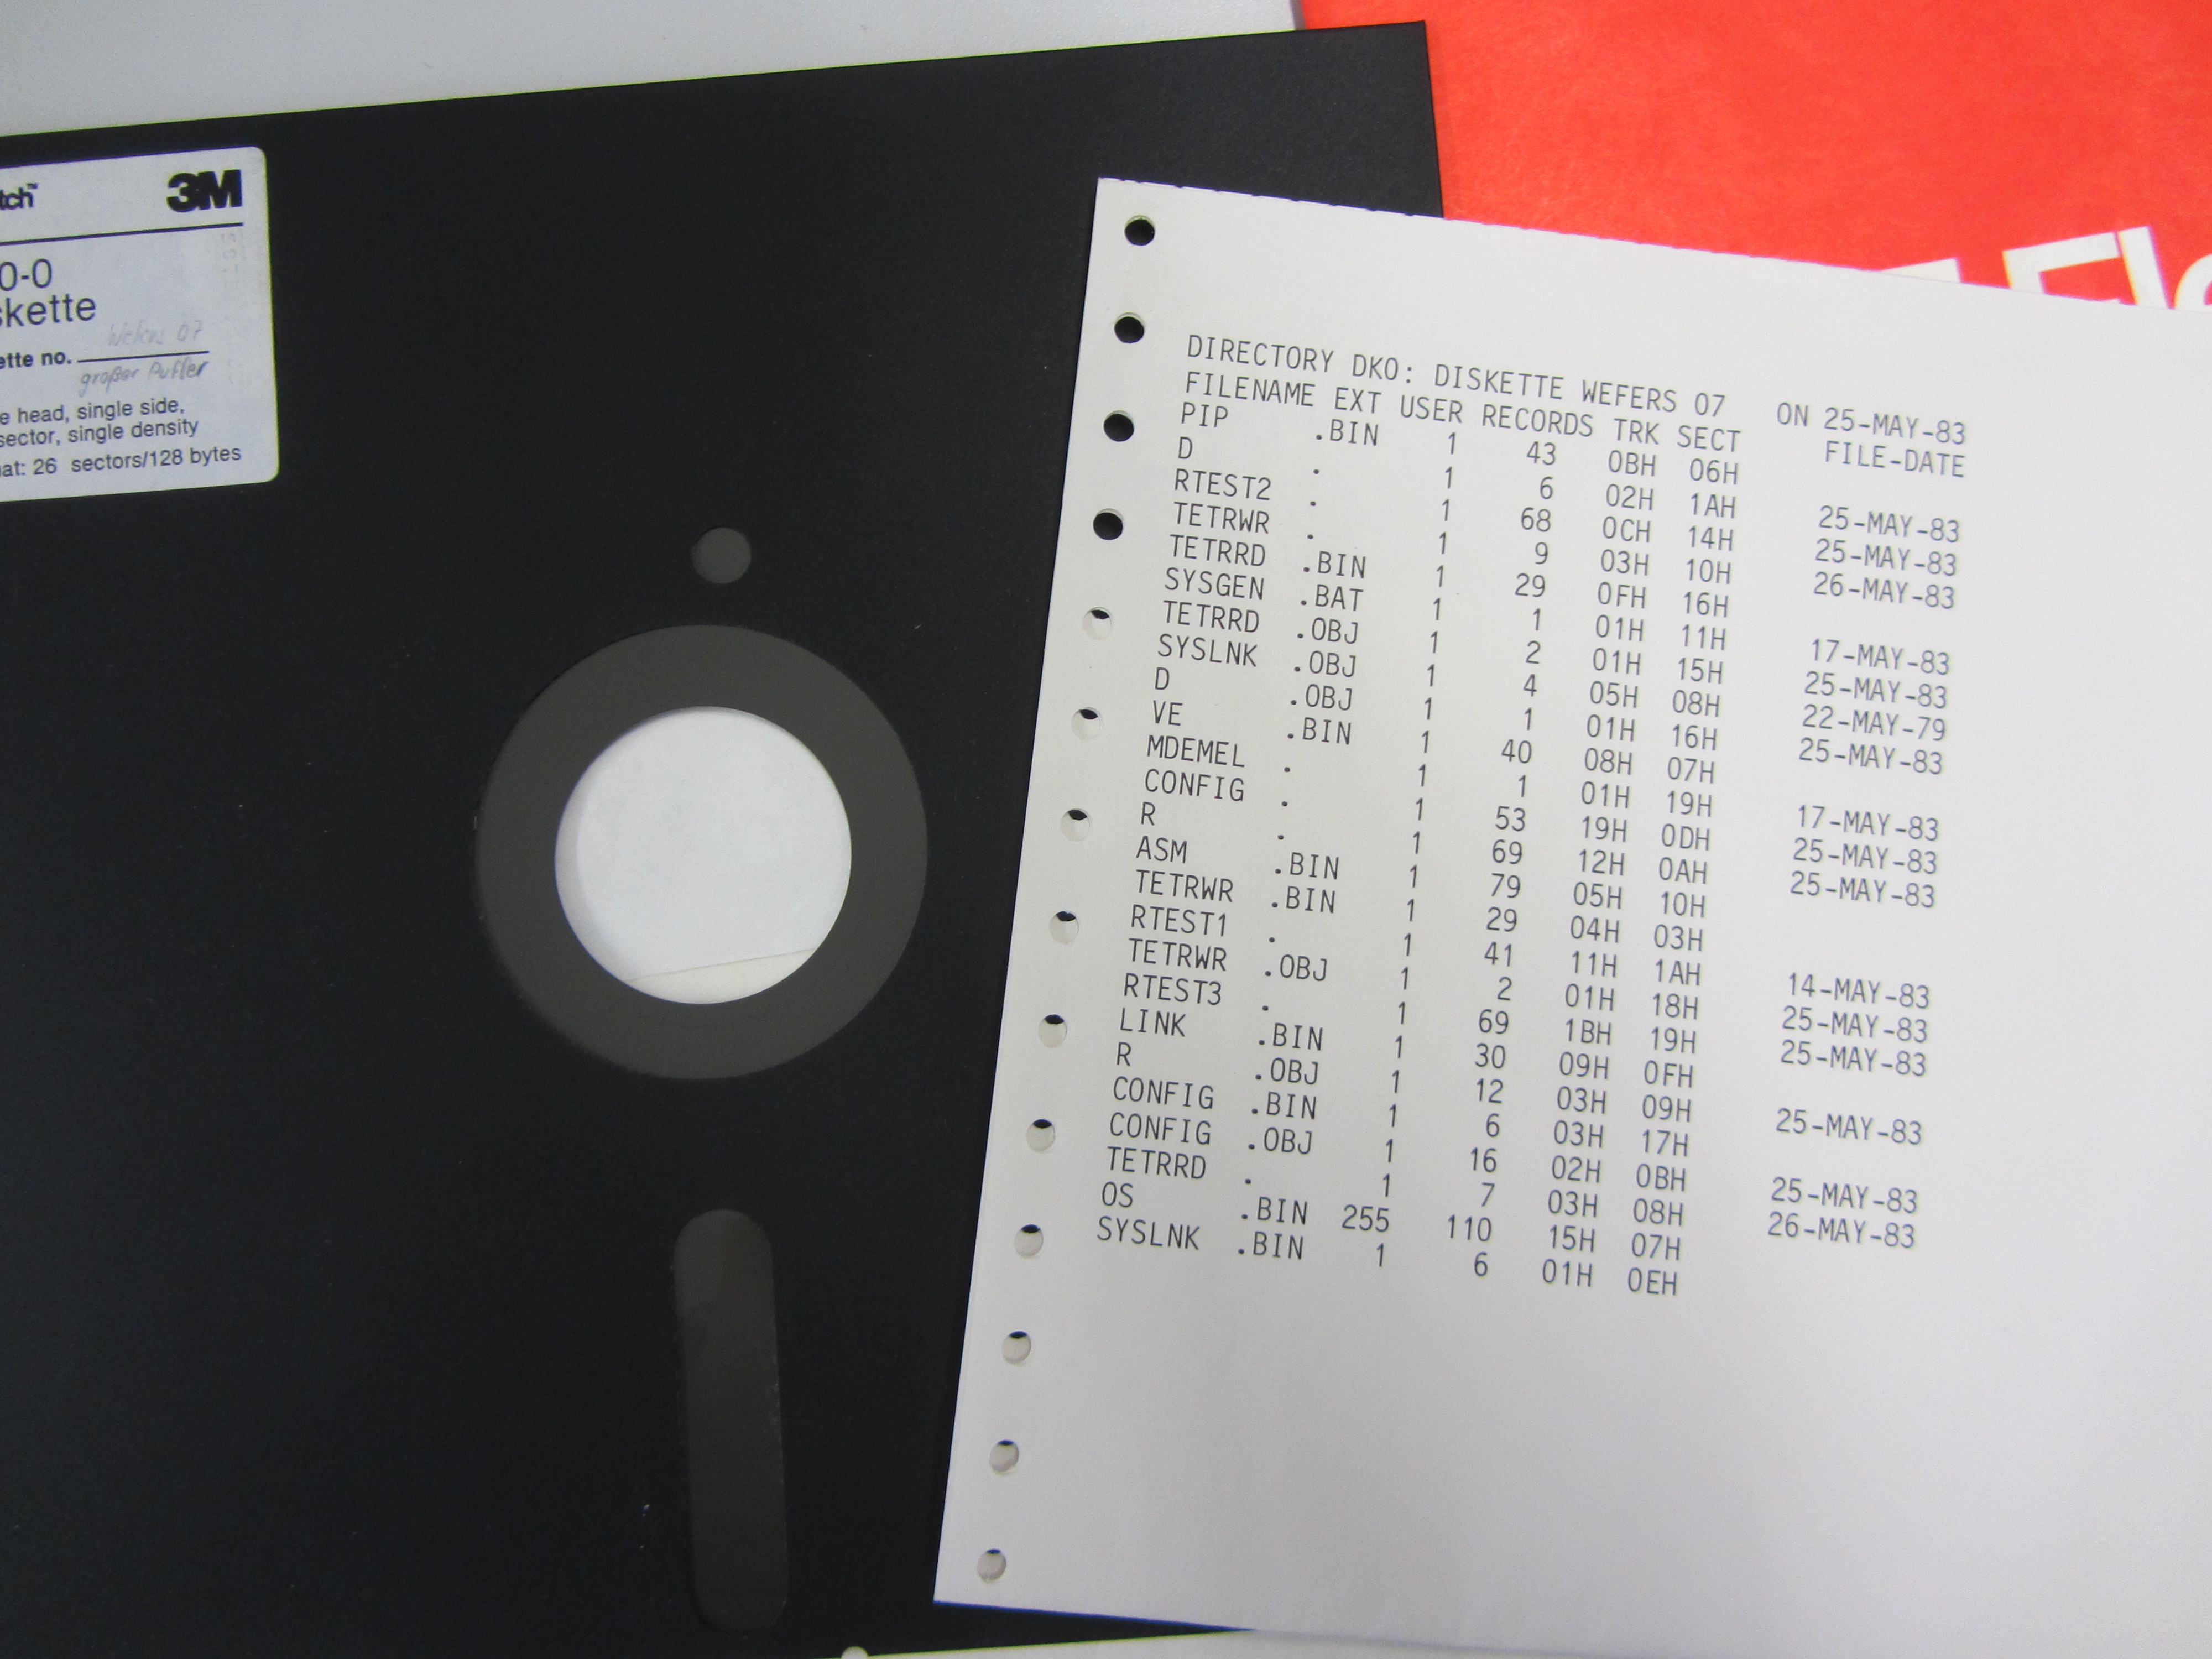 tch™ 3M
0-0
skette
ette no. Wefers 07
großer Puffer
e head, single side,
sector, single density
at: 26 sectors/128 bytes
DIRECTORY DKO: DISKETTE WEFERS 07 ON 25-MAY-83
FILENAME EXT USER RECORDS TRK SECT FILE-DATE
PIP .BIN 1 43 0BH 06H
D . 1 6 02H 1AH 25-MAY-83
RTEST2 . 1 68 0CH 14H 25-MAY-83
TETRWR . 1 9 03H 10H 26-MAY-83
TETRRD .BIN 1 29 0FH 16H
SYSGEN .BAT 1 1 01H 11H 17-MAY-83
TETRRD .OBJ 1 2 01H 15H 25-MAY-83
SYSLNK .OBJ 1 4 05H 08H 22-MAY-79
D .OBJ 1 1 01H 16H 25-MAY-83
VE .BIN 1 40 08H 07H
MDEMEL . 1 1 01H 19H 17-MAY-83
CONFIG . 1 53 19H 0DH 25-MAY-83
R . 1 69 12H 0AH 25-MAY-83
ASM .BIN 1 79 05H 10H
TETRWR .BIN 1 29 04H 03H
RTEST1 . 1 41 11H 1AH 14-MAY-83
TETRWR .OBJ 1 2 01H 18H 25-MAY-83
RTEST3 . 1 69 1BH 19H 25-MAY-83
LINK .BIN 1 30 09H 0FH
R .OBJ 1 12 03H 09H 25-MAY-83
CONFIG .BIN 1 6 03H 17H
CONFIG .OBJ 1 16 02H 0BH 25-MAY-83
TETRRD . 1 7 03H 08H 26-MAY-83
OS .BIN 255 110 15H 07H
SYSLNK .BIN 1 6 01H 0EH